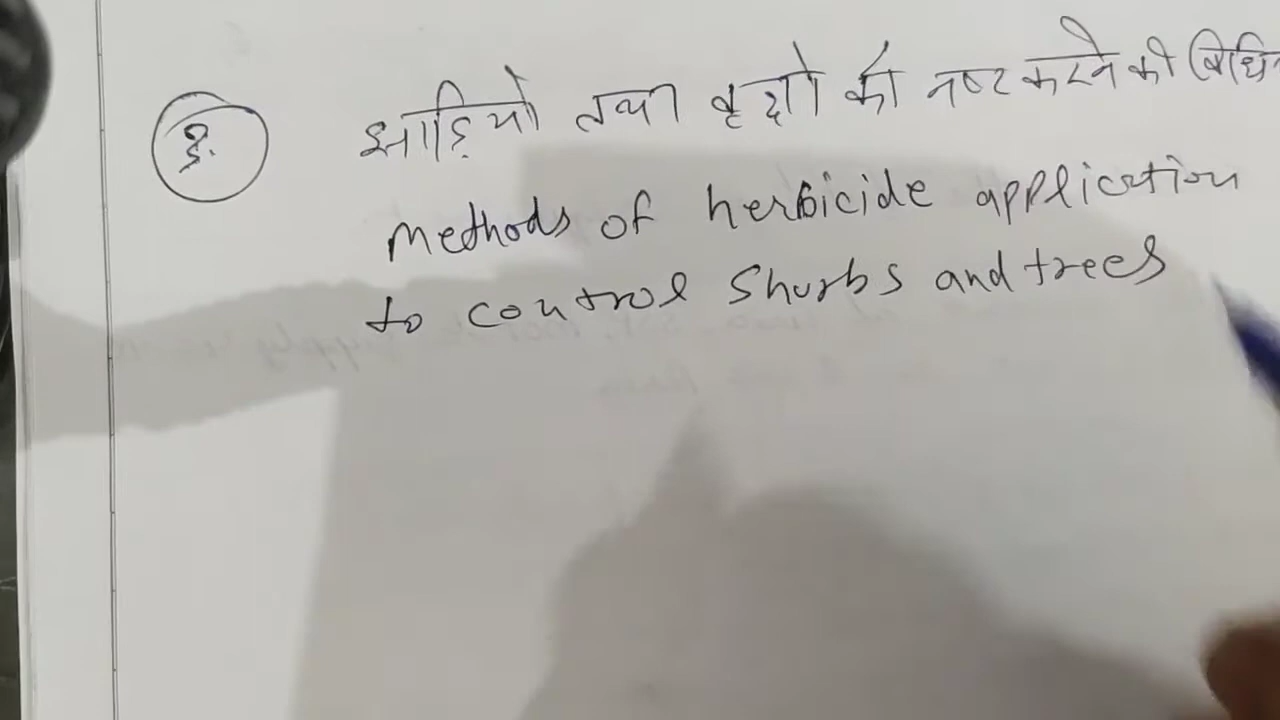 इ.
झाड़ियो तथा बृक्षो को नष्ट करने की
methods of herbicide application
to control Shurbs and trees